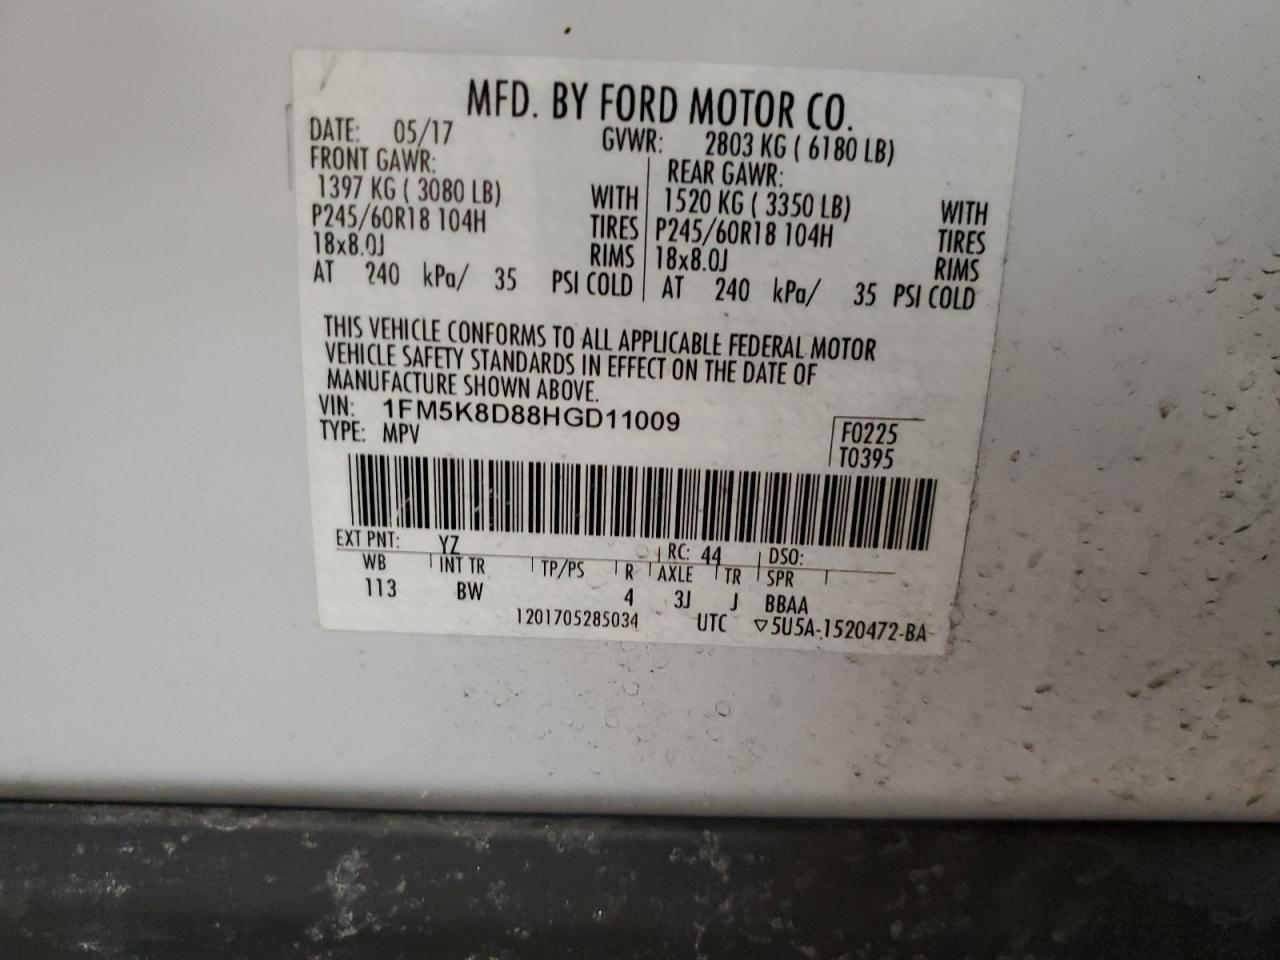 MFD. BY FORD MOTOR CO.
DATE: 05/17 GVWR: 2803 KG ( 6180 LB)
FRONT GAWR: REAR GAWR:
1397 KG ( 3080 LB) WITH 1520 KG ( 3350 LB) WITH
P245/60R18 104H TIRES P245/60R18 104H TIRES
18x8.0J RIMS 18x8.0J RIMS
AT 240 kPa/ 35 PSI COLD AT 240 kPa/ 35 PSI COLD
THIS VEHICLE CONFORMS TO ALL APPLICABLE FEDERAL MOTOR
VEHICLE SAFETY STANDARDS IN EFFECT ON THE DATE OF
MANUFACTURE SHOWN ABOVE.
VIN: 1FM5K8D88HGD11009
TYPE: MPV
F0225
T0395
EXT PNT: YZ RC: 44 DSO:
WB INT TR TP/PS R AXLE TR SPR
113 BW 4 3J J BBAA
1201705285034 UTC ▽5U5A-1520472-BA